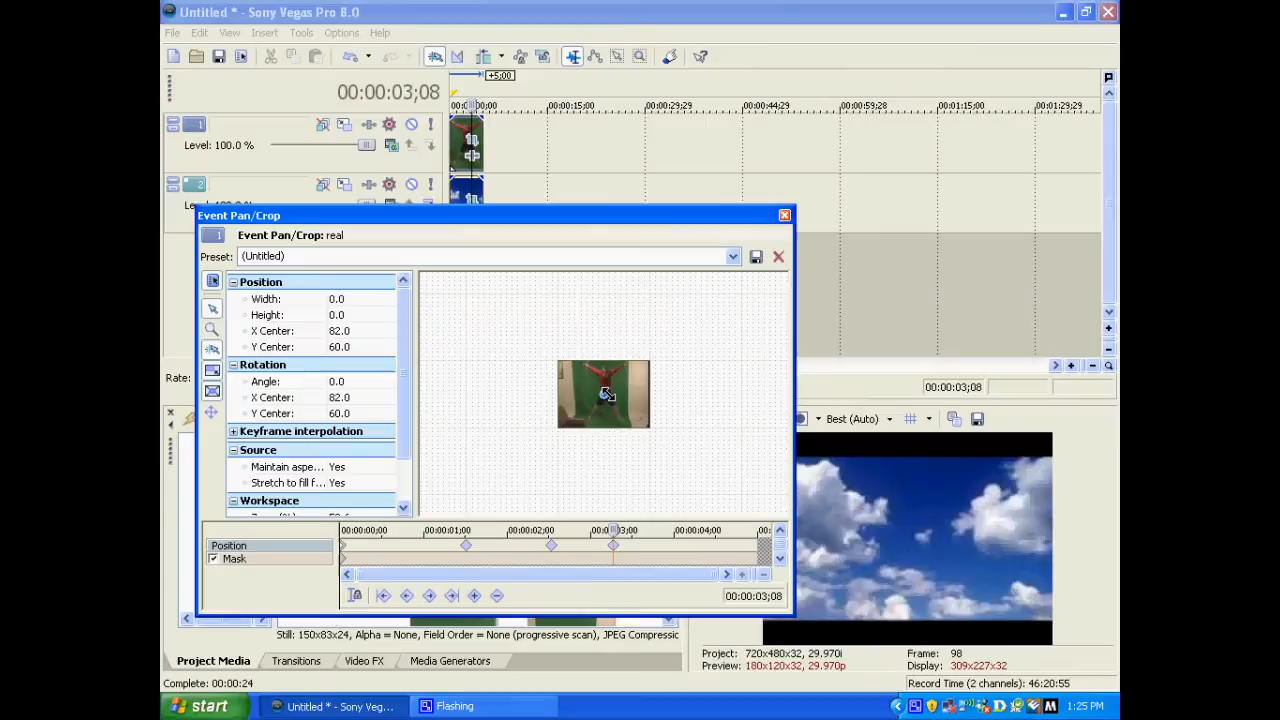 Untitled * - Sony Vegas Pro 8.0
File Edit View Insert Tools Options Help
+5;00
00:00:03;08
00:00:15;00 00:00:29;29 00:00:44;29 00:00:59;28 00:01:15;00 00:01:29;29
1
Level: 100.0 %
2
Event Pan/Crop
1 Event Pan/Crop: real
Preset: (Untitled)
Position
Width: 0.0
Height: 0.0
X Center: 82.0
Y Center: 60.0
Rotation
Angle: 0.0
X Center: 82.0
Y Center: 60.0
Keyframe interpolation
Source
Maintain aspe... Yes
Stretch to fill f... Yes
Workspace
Rate:
00:00:03;08
Best (Auto)
00:00:00;00 00:00:01;00 00:00:02;00 00:00:03;00 00:00:04;00 00:
Position
Mask
00:00:03;08
Still: 150x83x24, Alpha = None, Field Order = None (progressive scan), JPEG Compressic
Project Media Transitions Video FX Media Generators
Project: 720x480x32, 29.970i Frame: 98
Preview: 180x120x32, 29.970p Display: 309x227x32
Complete: 00:00:24
Record Time (2 channels): 46:20:55
start Untitled * - Sony Veg... Flashing 1:25 PM